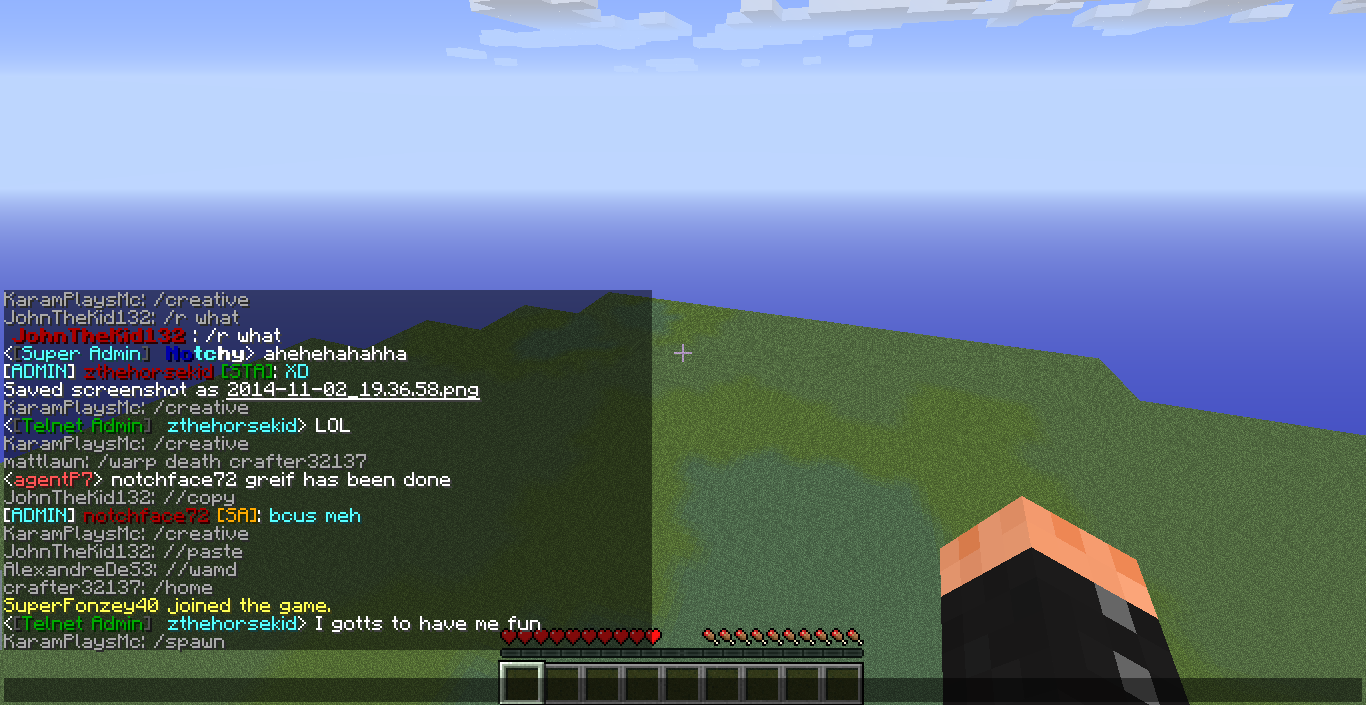 KaramPlaysMc: /creative
JohnTheKid132: /r what
JohnTheKid132 : /r what
<[Super Admin] Notchy> ahehehahahha
[ADMIN] zthehorsekid [STA]: XD
Saved screenshot as 2014-11-02_19.36.58.png
KaramPlaysMc: /creative
<[Telnet Admin] zthehorsekid> LOL
KaramPlaysMc: /creative
mattlawn: /warp death crafter32137
<agentP7> notchface72 greif has been done
JohnTheKid132: //copy
[ADMIN] notchface72 [SA]: bcus meh
KaramPlaysMc: /creative
JohnTheKid132: //paste
AlexandreDe53: //wamd
crafter32137: /home
SuperFonzey40 joined the game.
<[Telnet Admin] zthehorsekid> I gotts to have me fun
KaramPlaysMc: /spawn